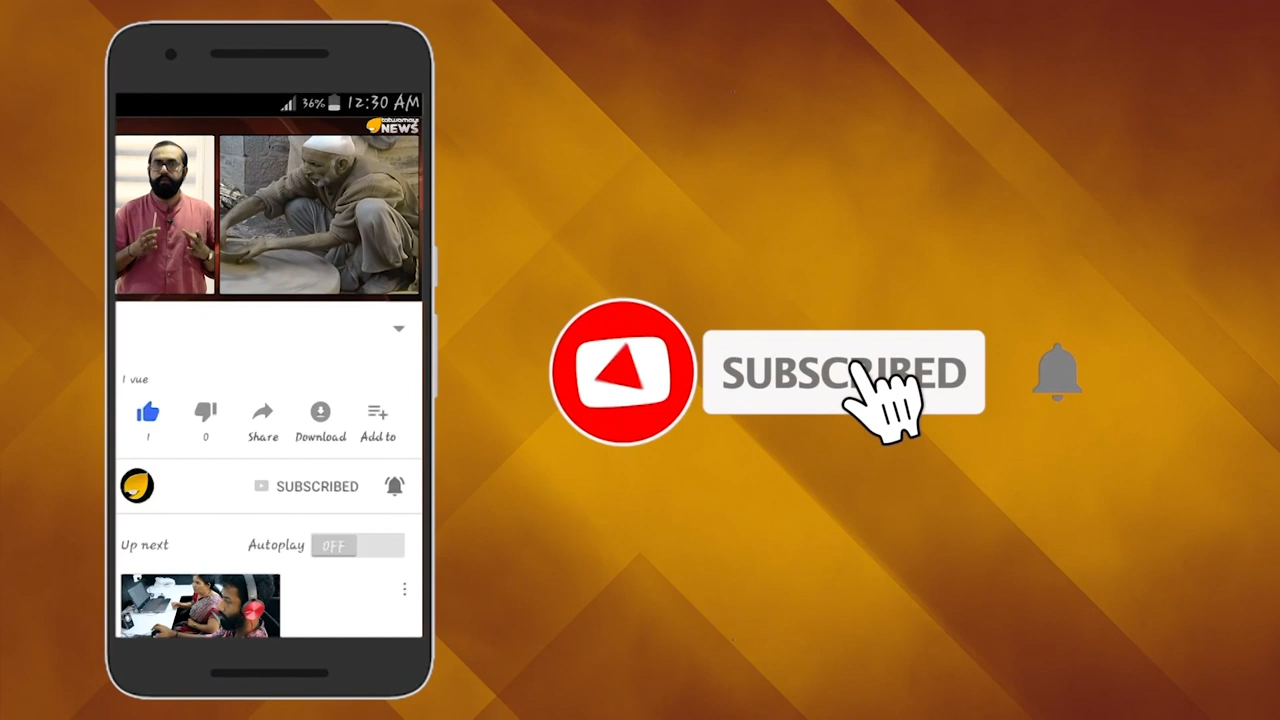 36% 12:30 AM
tatwamayi
NEWS
1 vue
1 0 Share Download Add to
SUBSCRIBED
Up next Autoplay OFF
SUBSCRIBED